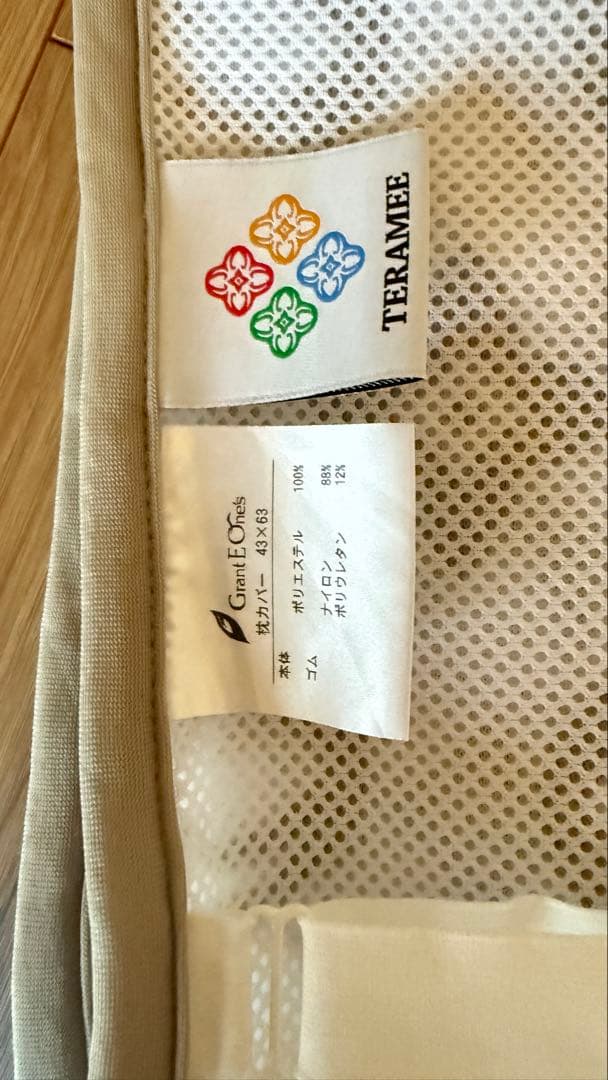 TERAMEE
Grant E One's
枕カバー 43×63
本体 ポリエステル 100%
ゴム ナイロン 88%
ポリウレタン 12%